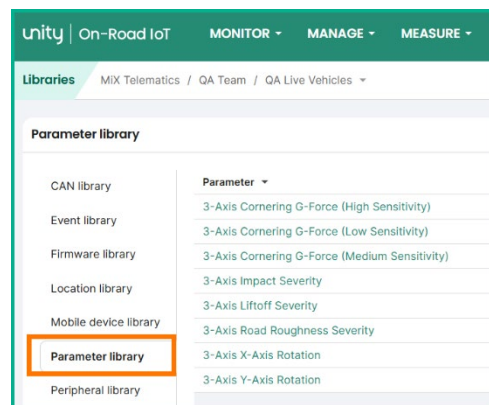 unity | On-Road IoT MONITOR MANAGE MEASURE
Libraries MiX Telematics / QA Team / QA Live Vehicles
Parameter library
CAN library
Event library
Firmware library
Location library
Mobile device library
Parameter library
Peripheral library
Parameter
3-Axis Cornering G-Force (High Sensitivity)
3-Axis Cornering G-Force (Low Sensitivity)
3-Axis Cornering G-Force (Medium Sensitivity)
3-Axis Impact Severity
3-Axis Liftoff Severity
3-Axis Road Roughness Severity
3-Axis X-Axis Rotation
3-Axis Y-Axis Rotation